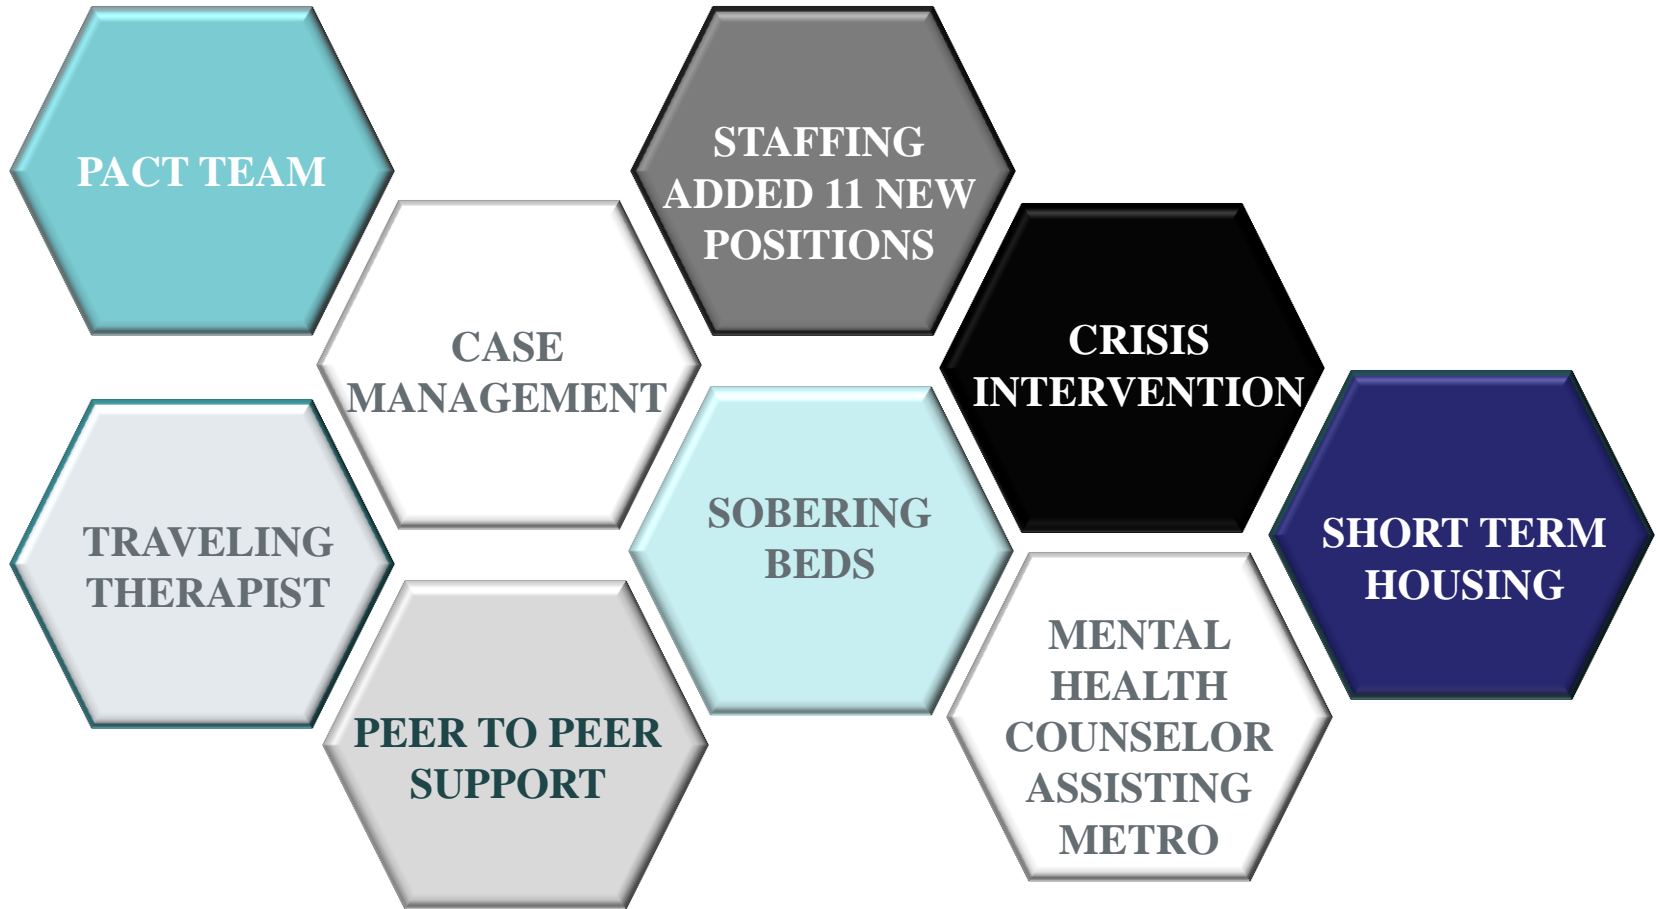 PACT TEAM
STAFFING
ADDED 11 NEW
POSITIONS
CASE
MANAGEMENT
CRISIS
INTERVENTION
TRAVELING
THERAPIST
SOBERING
BEDS
SHORT TERM
HOUSING
PEER TO PEER
SUPPORT
MENTAL
HEALTH
COUNSELOR
ASSISTING
METRO